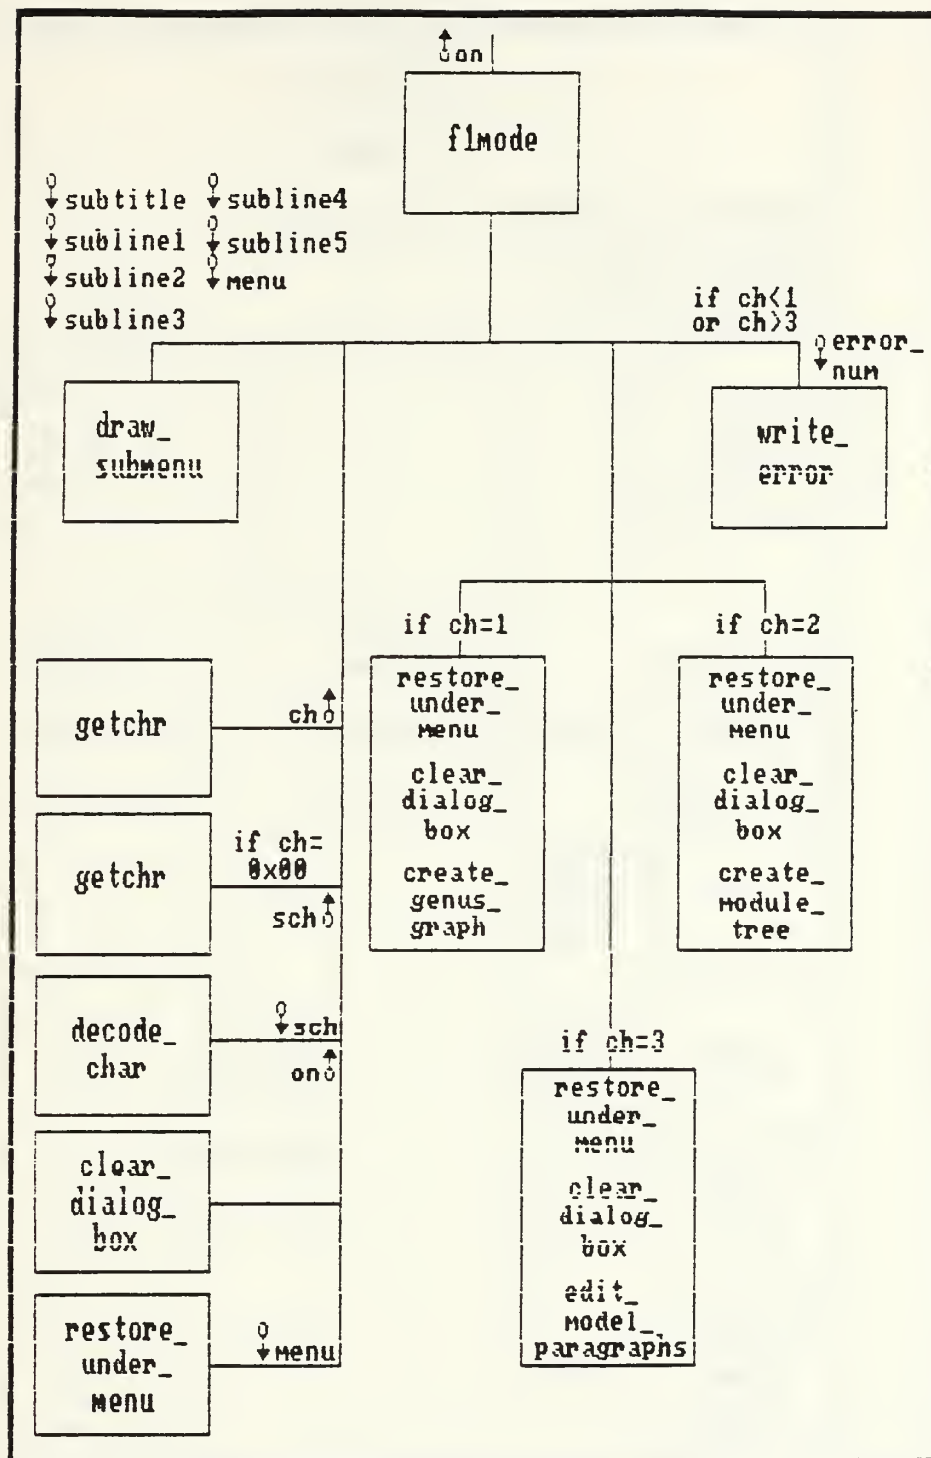 on
f1mode
subtitle
subline4
subline1
subline5
subline2
menu
subline3
if ch<1
or ch>3
error_
num
draw_
submenu
write_
error
if ch=1
if ch=2
getchr
ch
restore_
under_
menu
clear_
dialog_
box
create_
genus_
graph
restore_
under_
menu
clear_
dialog_
box
create_
module_
tree
getchr
if ch=
0x00
sch
decode_
char
sch
on
if ch=3
restore_
under_
menu
clear_
dialog_
box
edit_
model_
paragraphs
clear_
dialog_
box
restore_
under_
menu
menu